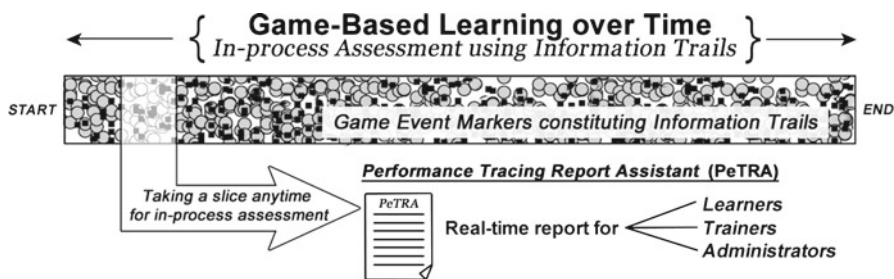 Game-Based Learning over Time
In-process Assessment using Information Trails
START
END
Game Event Markers constituting Information Trails
Taking a slice anytime
for in-process assessment
Performance Tracing Report Assistant (PeTRA)
PeTRA
Real-time report for
Learners
Trainers
Administrators